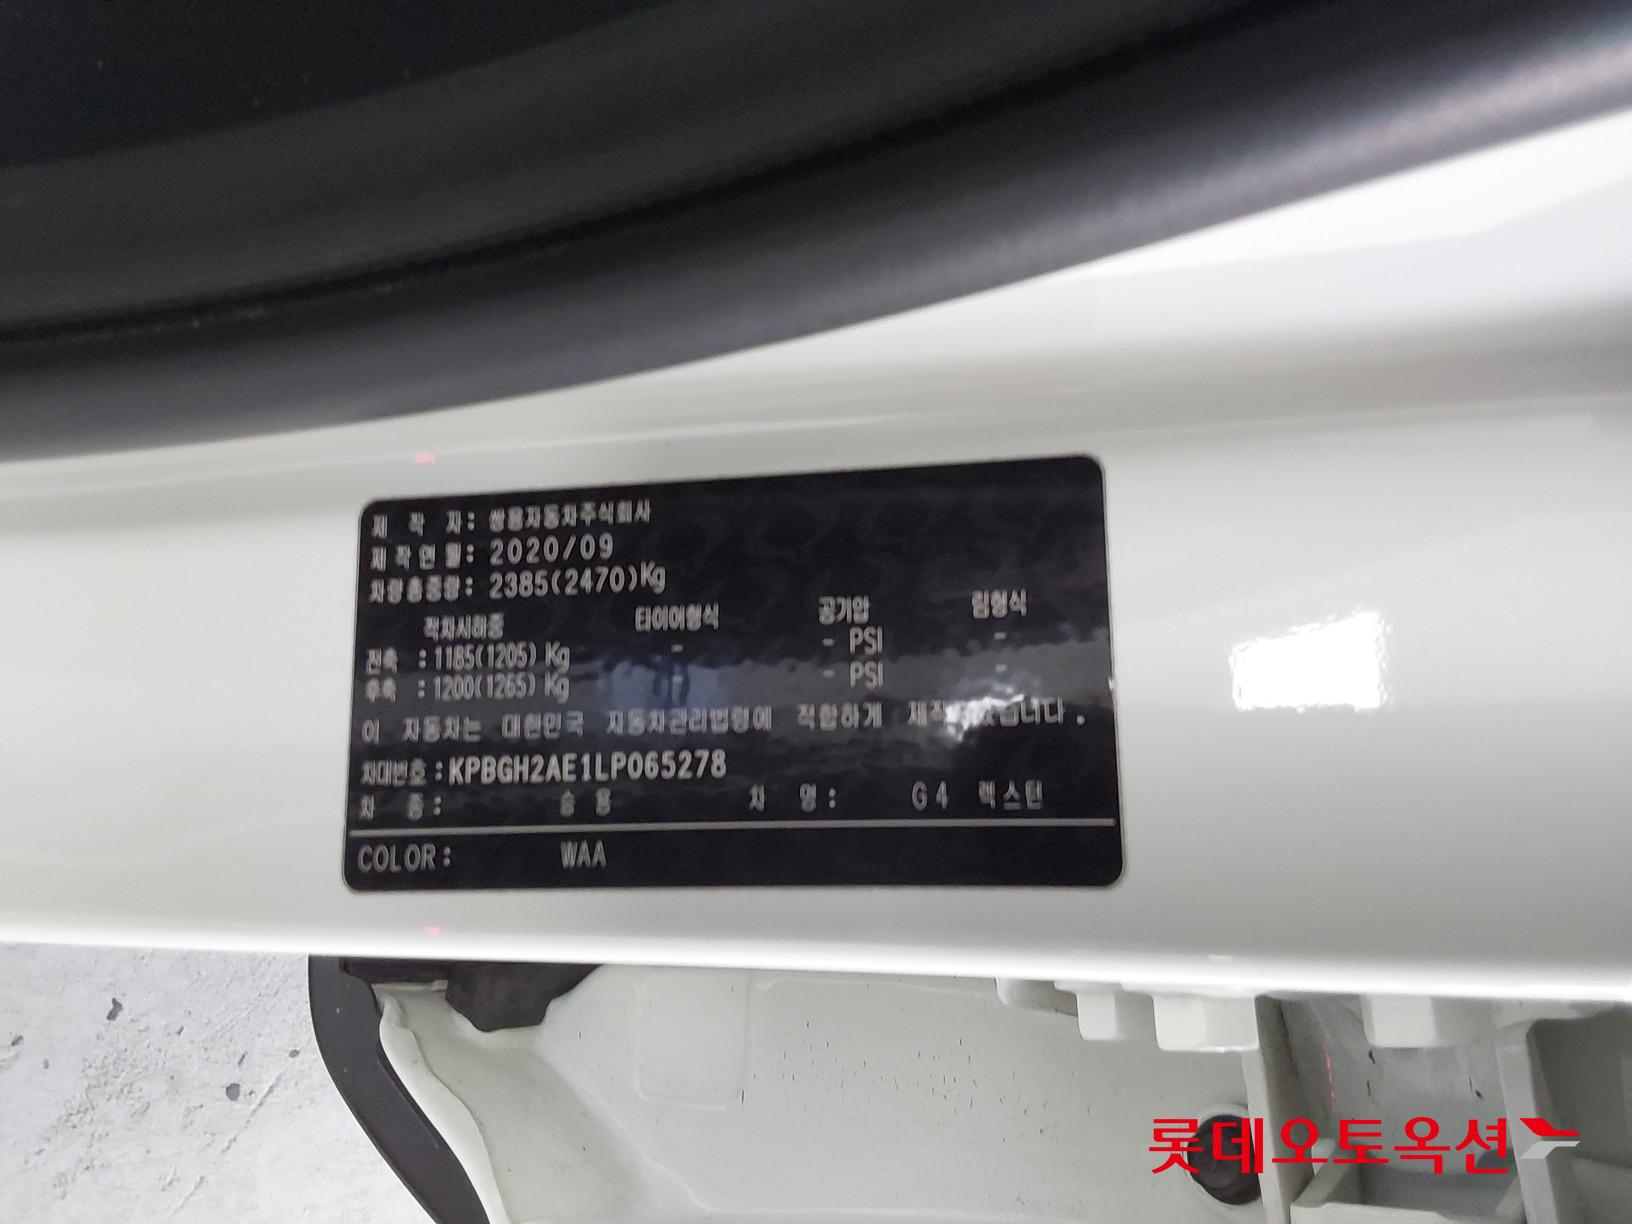 제 작 자: 쌍용자동차주식회사
제작연월: 2020/09
차량총중량: 2385(2470)Kg
적차시하중 타이어형식 공기압 림형식
전축 : 1185(1205) Kg - - PSI -
후축 : 1200(1265) Kg - - PSI -
이 자동차는 대한민국 자동차관리법령에 적합하게 제작되었습니다.
차대번호 : KPBGH2AE1LP065278
차 종: 승용 차 명: G4 렉스턴
COLOR: WAA
롯데오토옥션